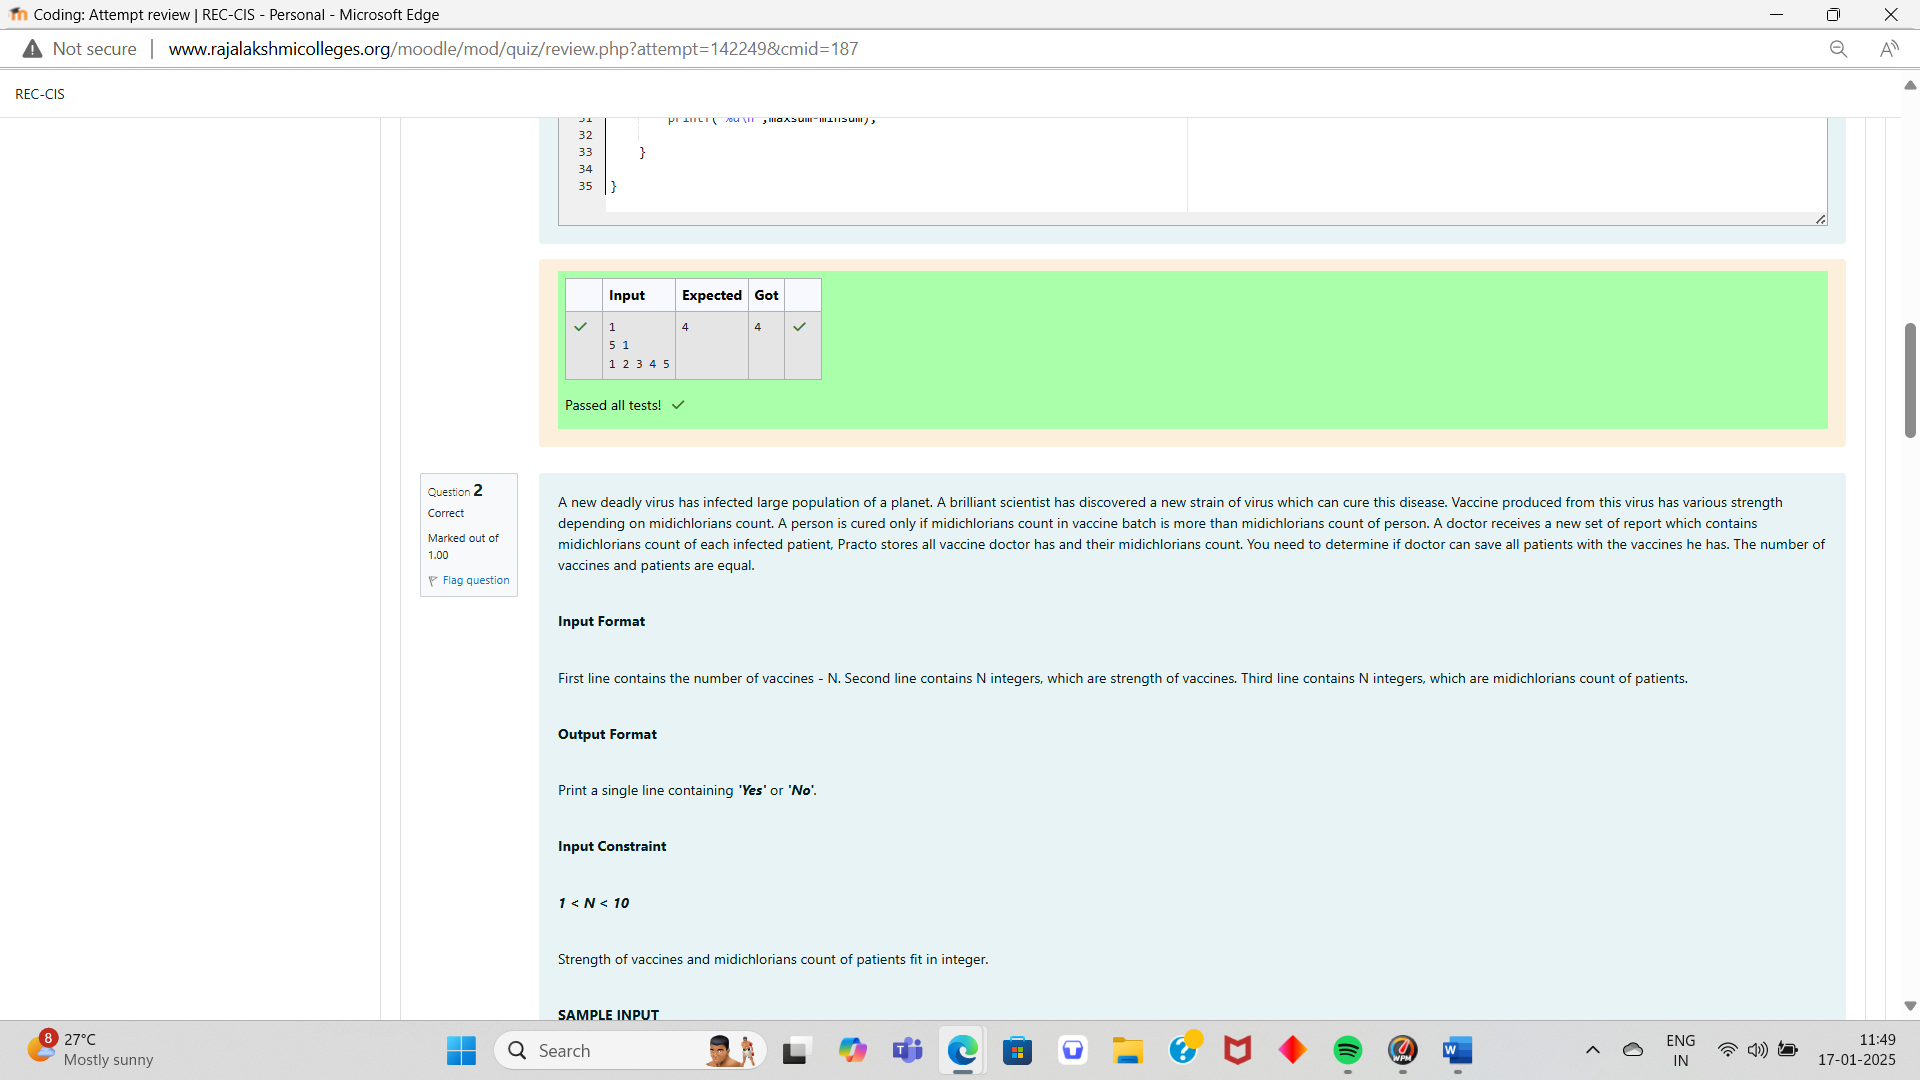 Coding: Attempt review | REC-CIS - Personal - Microsoft Edge
Not secure | www.rajalakshmicolleges.org/moodle/mod/quiz/review.php?attempt=142249&cmid=187
REC-CIS
31 printf("%d\n",maxsum-minsum);
32
33 }
34
35 }
Input Expected Got
1 4 4
5 1
1 2 3 4 5
Passed all tests!
Question 2
Correct
Marked out of
1.00
Flag question
A new deadly virus has infected large population of a planet. A brilliant scientist has discovered a new strain of virus which can cure this disease. Vaccine produced from this virus has various strength
depending on midichlorians count. A person is cured only if midichlorians count in vaccine batch is more than midichlorians count of person. A doctor receives a new set of report which contains
midichlorians count of each infected patient, Practo stores all vaccine doctor has and their midichlorians count. You need to determine if doctor can save all patients with the vaccines he has. The number of
vaccines and patients are equal.
Input Format
First line contains the number of vaccines - N. Second line contains N integers, which are strength of vaccines. Third line contains N integers, which are midichlorians count of patients.
Output Format
Print a single line containing 'Yes' or 'No'.
Input Constraint
1 < N < 10
Strength of vaccines and midichlorians count of patients fit in integer.
SAMPLE INPUT
8
27°C
Mostly sunny
Search
WPM
ENG
IN
11:49
17-01-2025